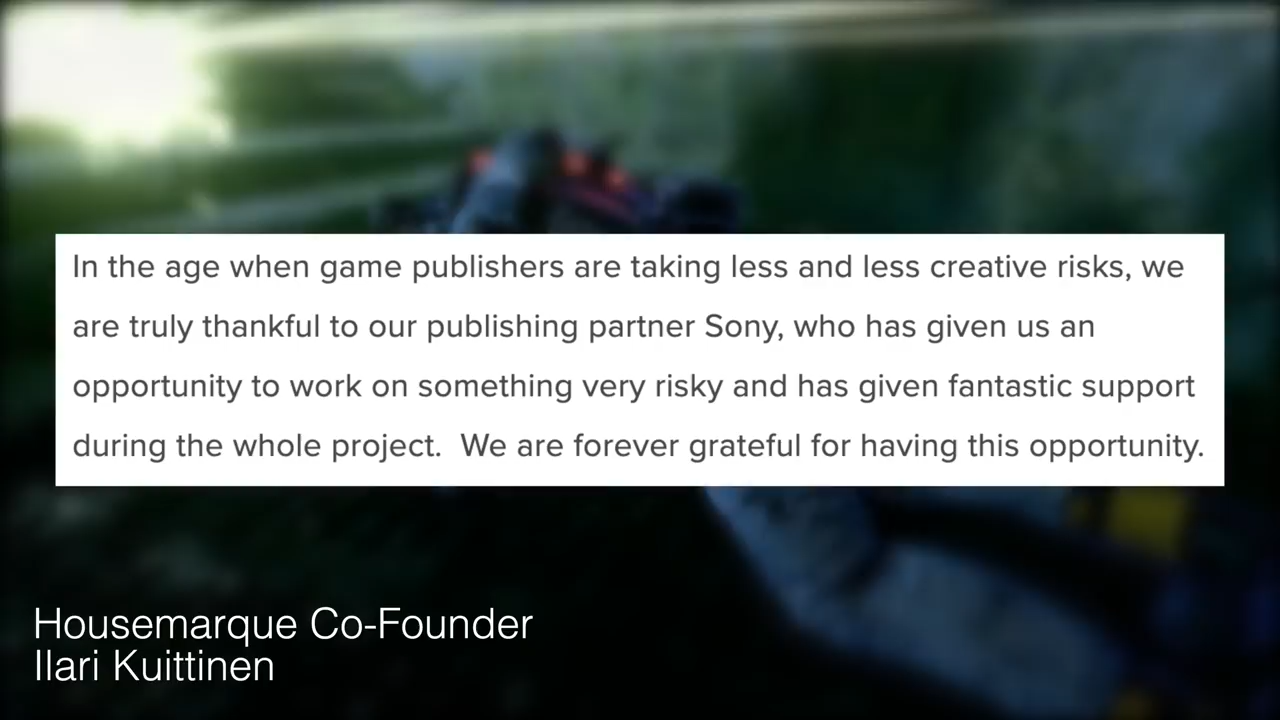 In the age when game publishers are taking less and less creative risks, we
are truly thankful to our publishing partner Sony, who has given us an
opportunity to work on something very risky and has given fantastic support
during the whole project.  We are forever grateful for having this opportunity.
Housemarque Co-Founder
Ilari Kuittinen